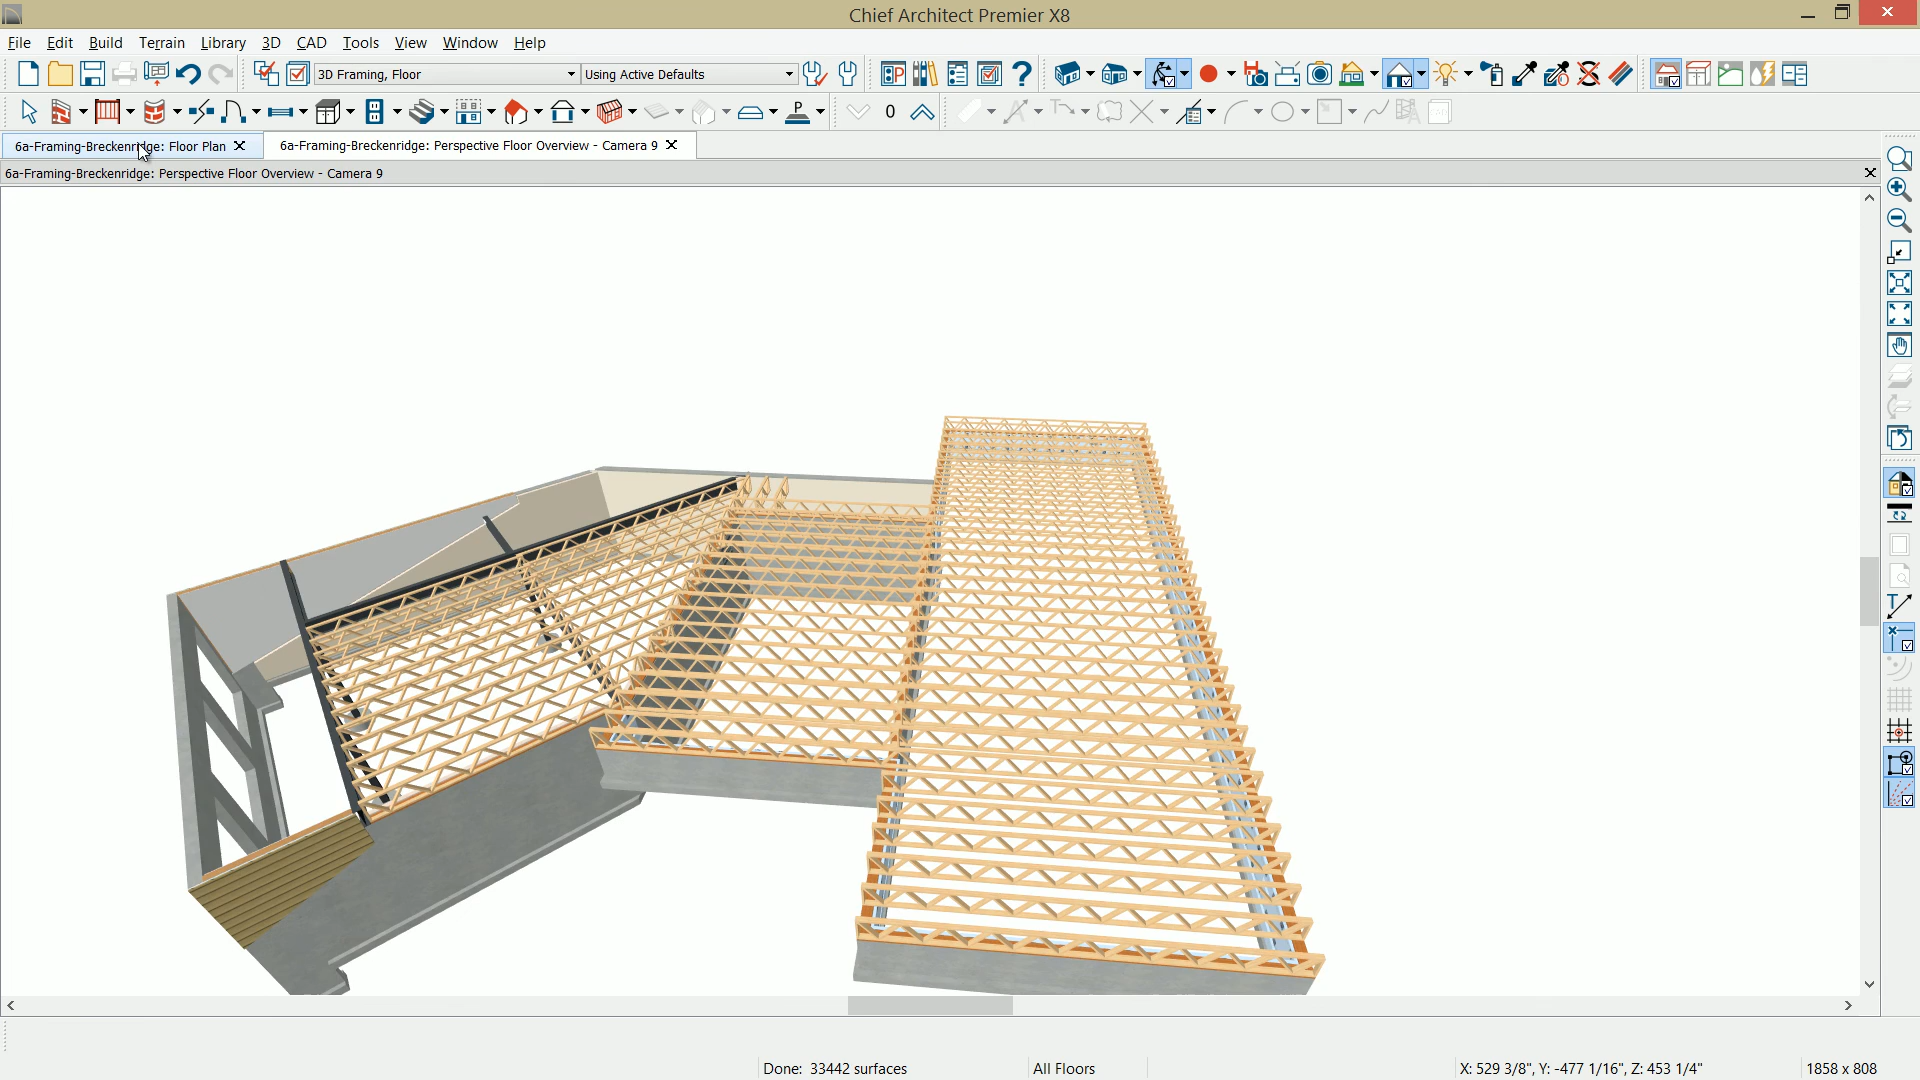 Chief Architect Premier X8
File Edit Build Terrain Library 3D CAD Tools View Window Help
3D Framing, Floor Using Active Defaults
0 P
6a-Framing-Breckenridge: Floor Plan 6a-Framing-Breckenridge: Perspective Floor Overview - Camera 9
6a-Framing-Breckenridge: Perspective Floor Overview - Camera 9
Done: 33442 surfaces All Floors X: 529 3/8", Y: -477 1/16", Z: 453 1/4" 1858 x 808